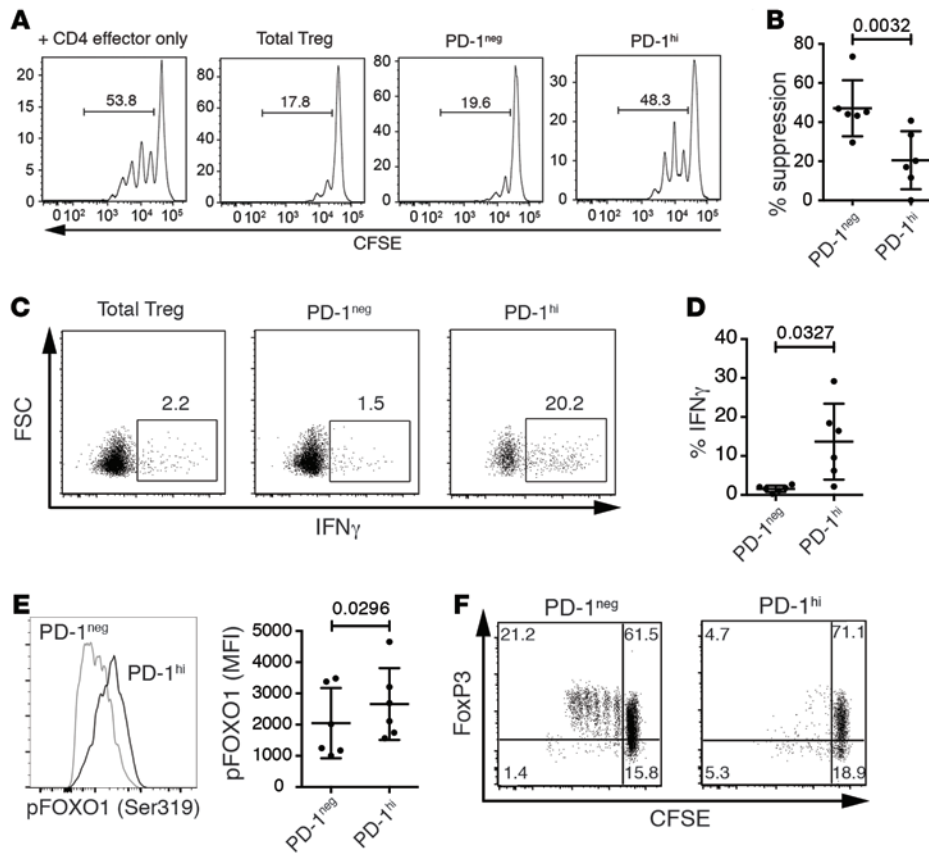 A
+ CD4 effector only
Total Treg
PD-1ⁿᵉᵍ
PD-1ʰⁱ
20
15
10
5
0
53.8
0 10² 10³ 10⁴ 10⁵
80
60
40
20
0
17.8
0 10² 10³ 10⁴ 10⁵
80
60
40
20
0
19.6
0 10² 10³ 10⁴ 10⁵
30
20
10
0
48.3
0 10² 10³ 10⁴ 10⁵
CFSE
B
0.0032
% suppression
80
60
40
20
0
PD-1ⁿᵉᵍ
PD-1ʰⁱ
C
Total Treg
PD-1ⁿᵉᵍ
PD-1ʰⁱ
FSC
2.2
1.5
20.2
IFNγ
D
0.0327
% IFNγ
40
30
20
10
0
PD-1ⁿᵉᵍ
PD-1ʰⁱ
E
PD-1ⁿᵉᵍ
PD-1ʰⁱ
pFOXO1 (Ser319)
0.0296
pFOXO1 (MFI)
5000
4000
3000
2000
1000
0
PD-1ⁿᵉᵍ
PD-1ʰⁱ
F
PD-1ⁿᵉᵍ
PD-1ʰⁱ
FoxP3
21.2 61.5
1.4 15.8
4.7 71.1
5.3 18.9
CFSE